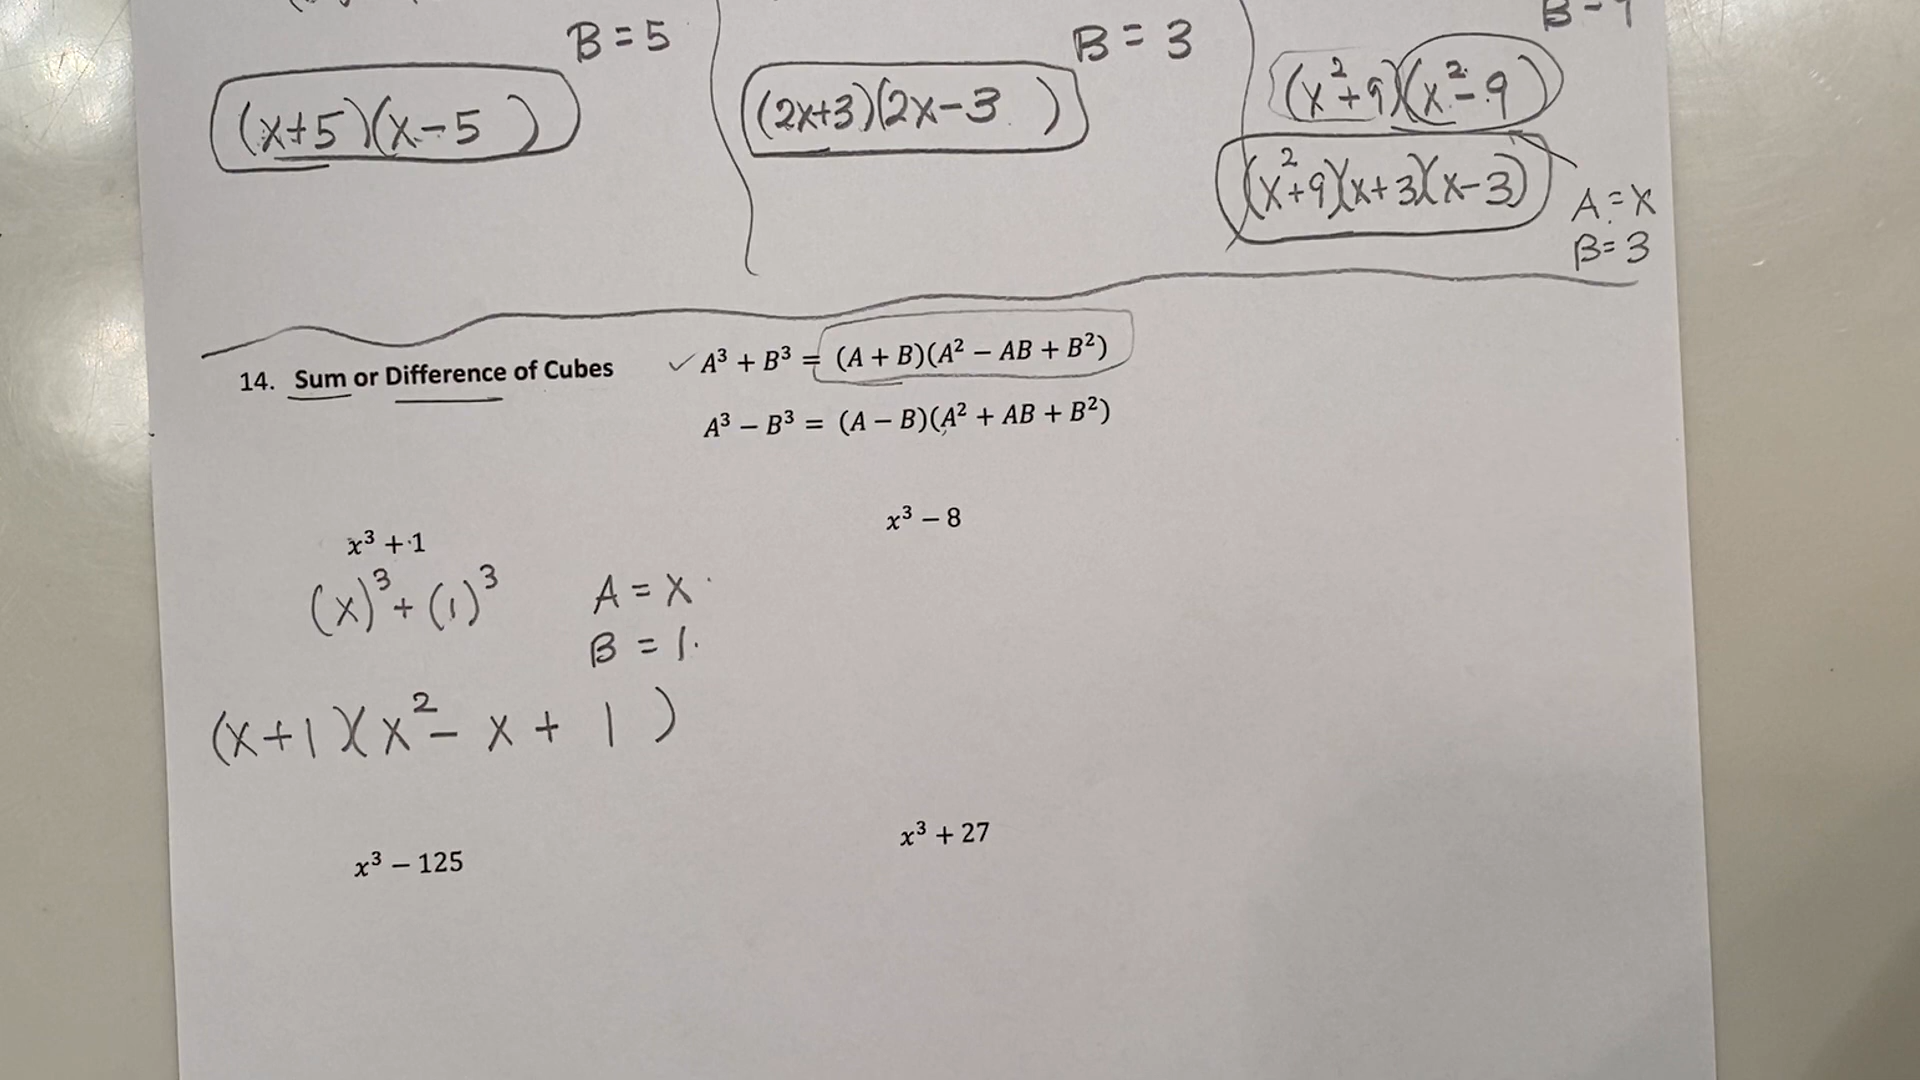 B = 5
B = 3
(x+5)(x-5 )
(2x+3)(2x-3 )
(x²+9)(x²-9)
(x²+9)(x+3)(x-3)
A = x
B = 3
14. Sum or Difference of Cubes
✓ A³ + B³ = (A + B)(A² − AB + B²)
A³ − B³ = (A − B)(A² + AB + B²)
x³ + 1
(x)³ + (1)³
A = x
B = 1
(x+1)(x² - x + 1 )
x³ − 8
x³ − 125
x³ + 27